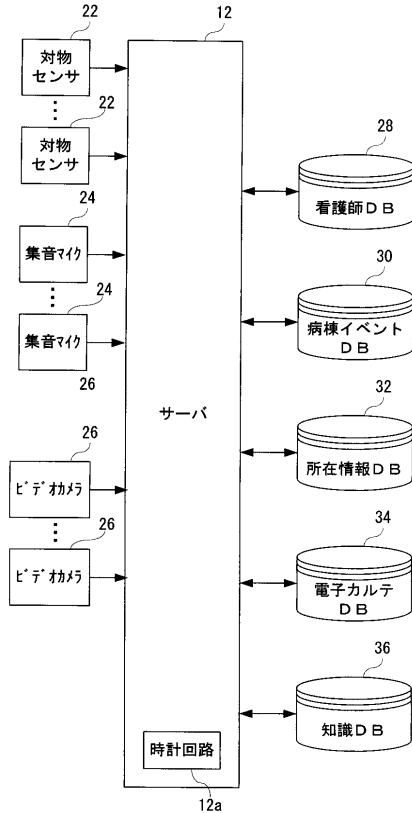 22
対物
センサ
22
対物
センサ
24
集音マイク
24
集音マイク
26
26
ビデオカメラ
26
ビデオカメラ
12
サーバ
時計回路
12a
28
看護師DB
30
病棟イベント
DB
32
所在情報DB
34
電子カルテ
DB
36
知識DB